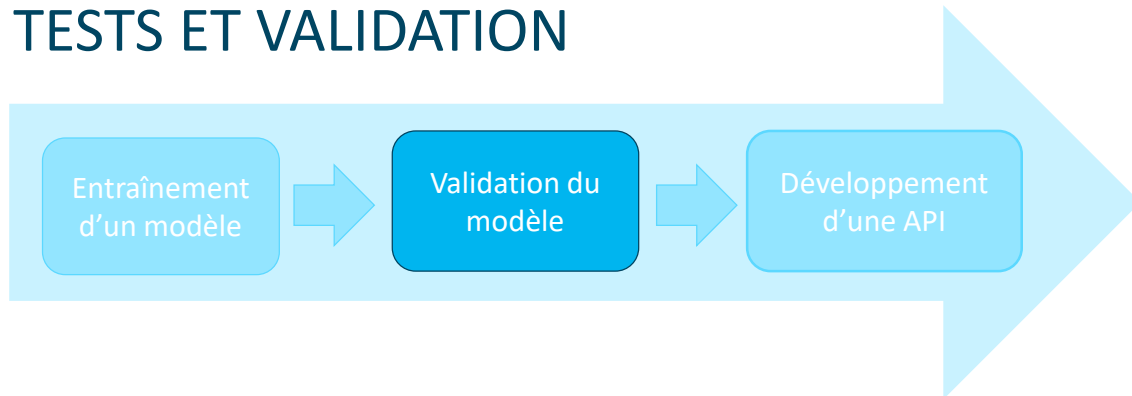 TESTS ET VALIDATION
Entraînement
d’un modèle
Validation du
modèle
Développement
d’une API